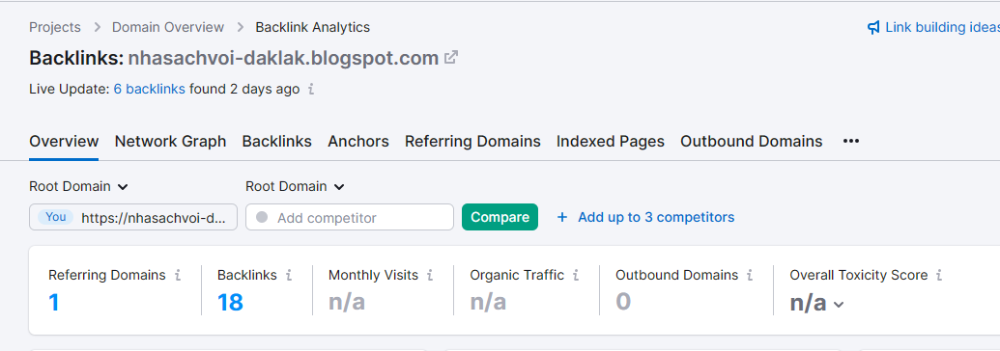 Projects > Domain Overview > Backlink Analytics
Link building ideas
Backlinks: nhasachvoi-daklak.blogspot.com
Live Update: 6 backlinks found 2 days ago i
Overview Network Graph Backlinks Anchors Referring Domains Indexed Pages Outbound Domains •••
Root Domain Root Domain
You https://nhasachvoi-d... Add competitor Compare + Add up to 3 competitors
Referring Domains i Backlinks i Monthly Visits i Organic Traffic i Outbound Domains i Overall Toxicity Score i
1 18 n/a n/a 0 n/a